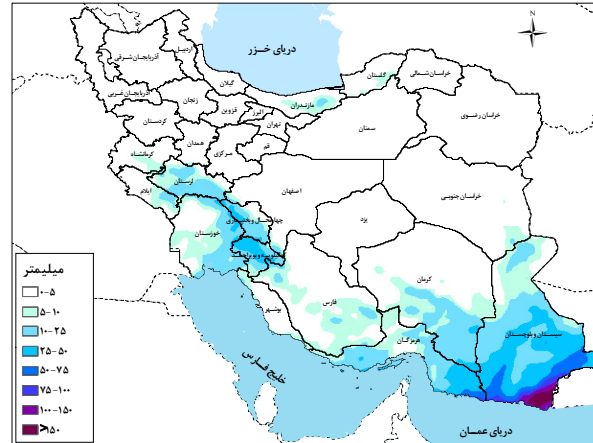 N
دریای خزر
اردبیل
آذربایجان شرقی
آذربایجان غربی
گیلان
زنجان
کردستان
قزوین
البرز
تهران
مازندران
گلستان
خراسان شمالی
خراسان رضوی
سمنان
همدان
مرکزی
قم
کرمانشاه
ایلام
لرستان
اصفهان
خراسان جنوبی
چهارمحال و بختیاری
خوزستان
یزد
کهگیلویه و بویراحمد
کرمان
فارس
بوشهر
هرمزگان
سیستان و بلوچستان
خلیج فارس
دریای عمـان
میلیمتر
۰-۵
۵-۱۰
۱۰-۲۵
۲۵-۵۰
۵۰-۷۵
۷۵-۱۰۰
۱۰۰-۱۵۰
>۱۵۰